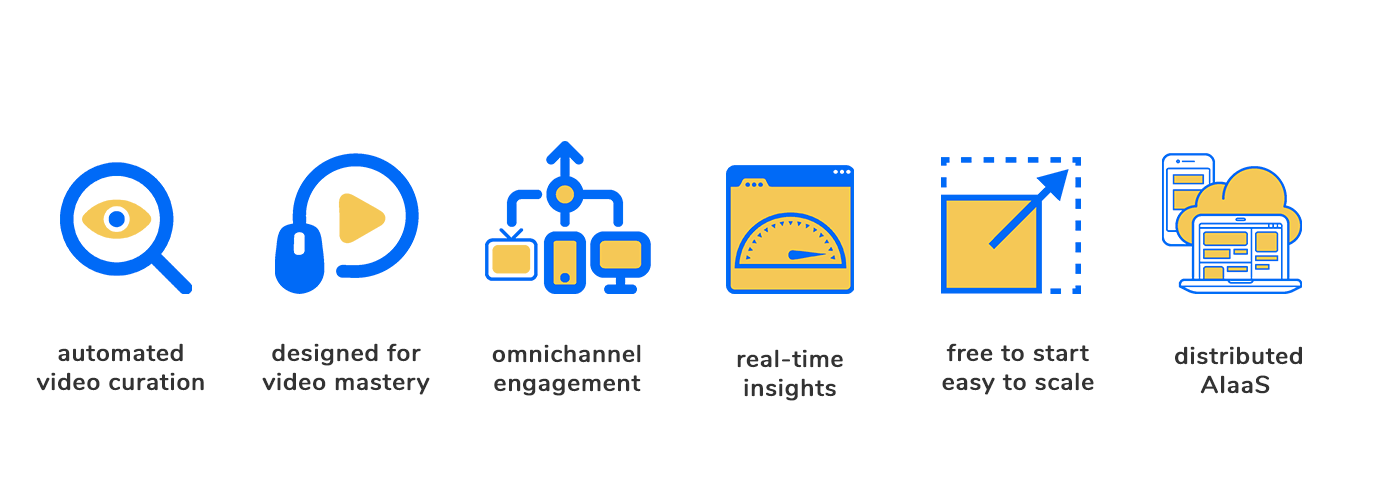 automated
video curation
designed for
video mastery
omnichannel
engagement
real-time
insights
free to start
easy to scale
distributed
AIaaS